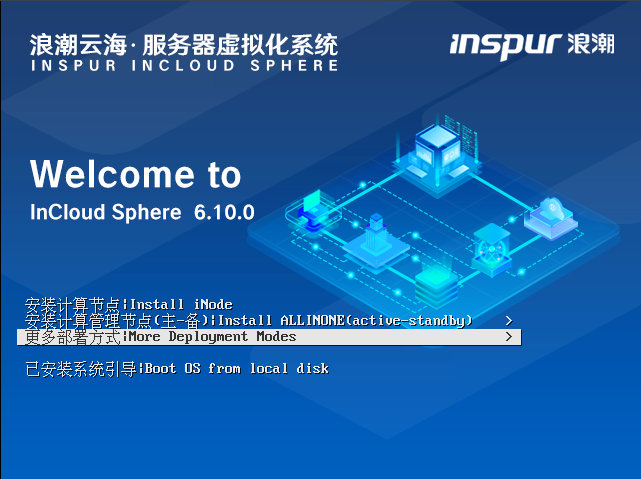 浪潮云海·服务器虚拟化系统
INSPUR INCLOUD SPHERE
inspur 浪潮
Welcome to
InCloud Sphere 6.10.0
安装计算节点|Install iNode
安装计算管理节点(主-备)|Install ALLINONE(active-standby) >
更多部署方式|More Deployment Modes >
已安装系统引导|Boot OS from local disk